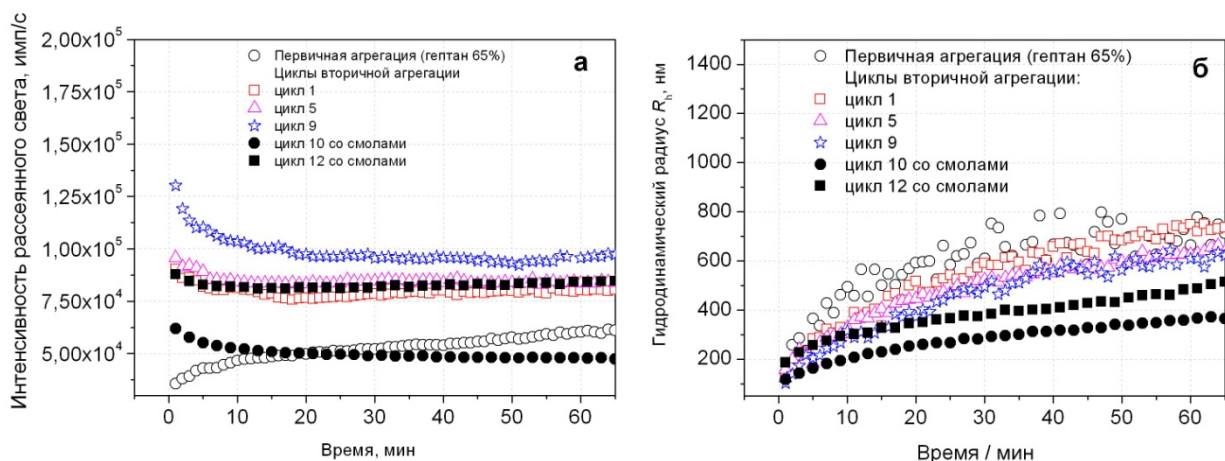 Интенсивность рассеянного света, имп/с
2,00x10⁵
1,75x10⁵
1,50x10⁵
1,25x10⁵
1,00x10⁵
7,50x10⁴
5,00x10⁴
а
Первичная агрегация (гептан 65%)
Циклы вторичной агрегации
цикл 1
цикл 5
цикл 9
цикл 10 со смолами
цикл 12 со смолами
0 10 20 30 40 50 60
Время, мин
Гидродинамический радиус Rₕ, нм
1400
1200
1000
800
600
400
200
б
Первичная агрегация (гептан 65%)
Циклы вторичной агрегации:
цикл 1
цикл 5
цикл 9
цикл 10 со смолами
цикл 12 со смолами
0 10 20 30 40 50 60
Время / мин